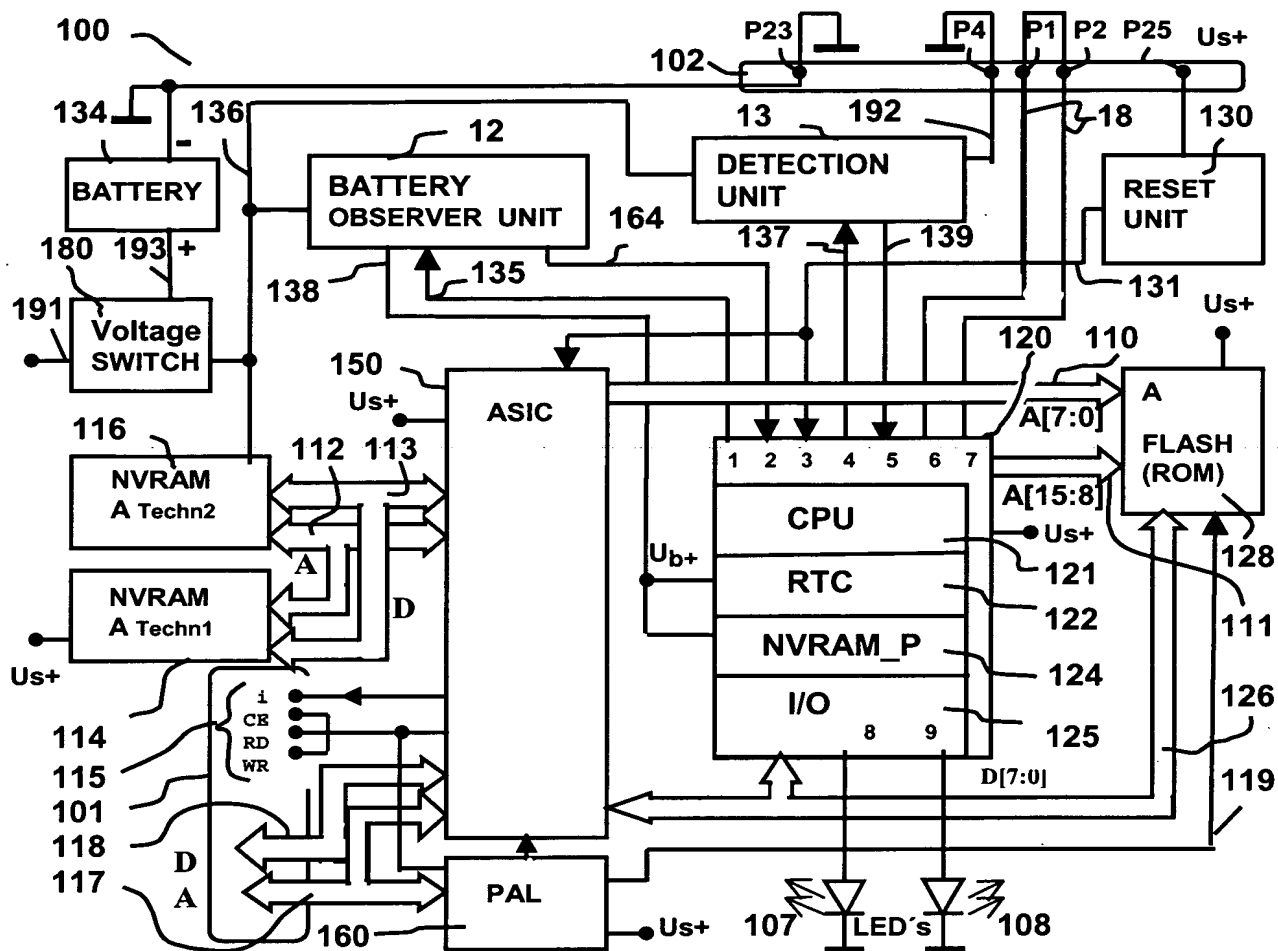 100
P23
P4
P1
P2
P25
Us+
102
134
136
12
13
192
18
130
-
BATTERY
BATTERY
OBSERVER UNIT
DETECTION
UNIT
RESET
UNIT
193
+
180
164
137
139
138
135
131
191
Voltage
SWITCH
Us+
150
120
110
Us+
ASIC
A
116
112
113
A[7:0]
FLASH
(ROM)
NVRAM
A Techn2
1 2 3 4 5 6 7
A[15:8]
CPU
Us+
128
A
Ub+
121
NVRAM
A Techn1
D
RTC
122
111
Us+
NVRAM_P
124
126
i
CE
RD
WR
I/O
125
114
115
8 9
101
D[7:0]
119
118
D
117
A
PAL
160
Us+
107
LED´s
108